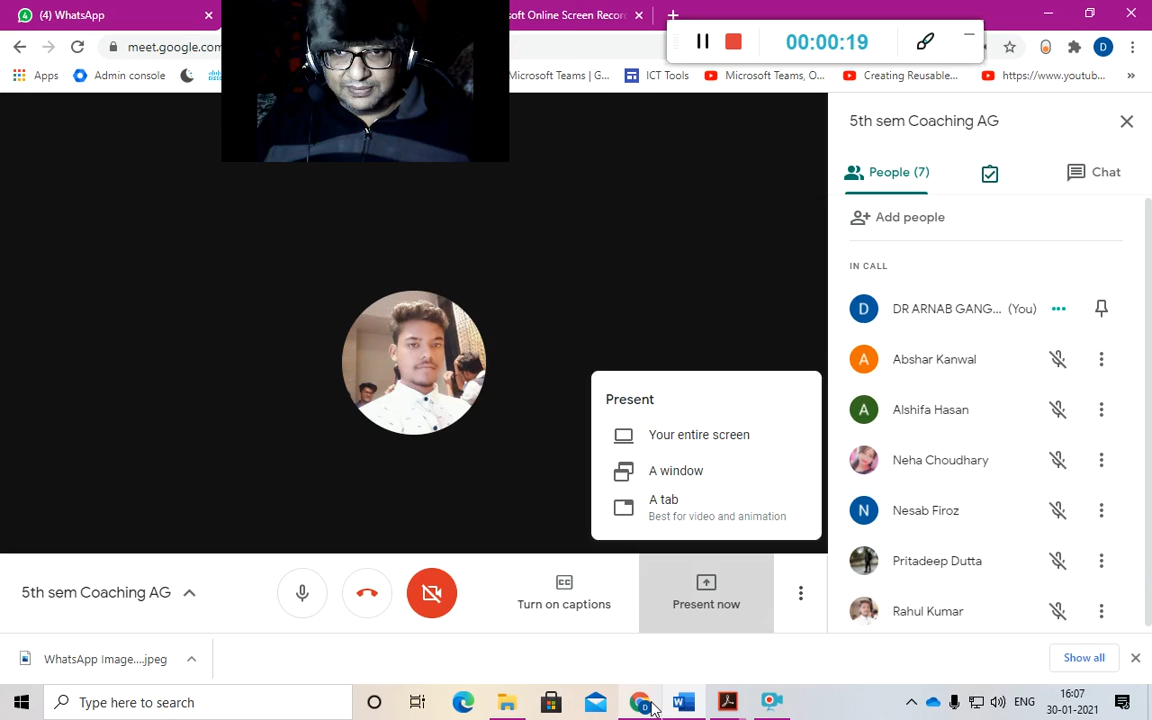 (4) WhatsApp
soft Online Screen Recor
00:00:19
meet.google.com
Apps
Admin console
Microsoft Teams | G...
ICT Tools
Microsoft Teams, O...
Creating Reusable...
https://www.youtub...
5th sem Coaching AG
People (7)
Chat
Add people
IN CALL
DR ARNAB GANG... (You)
A Abshar Kanwal
A Alshifa Hasan
Neha Choudhary
N Nesab Firoz
Pritadeep Dutta
Rahul Kumar
Present
Your entire screen
A window
A tab
Best for video and animation
5th sem Coaching AG
Turn on captions
Present now
WhatsApp Image....jpeg
Show all
Type here to search
ENG
16:07
30-01-2021